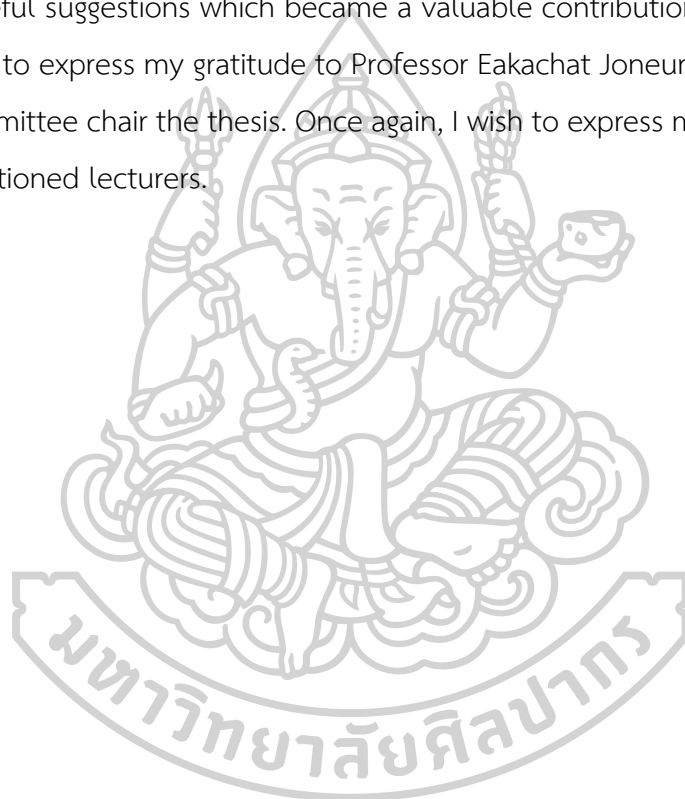 eful suggestions which became a valuable contribution
to express my gratitude to Professor Eakachat Joneur
mittee chair the thesis. Once again, I wish to express
tioned lecturers.
มหาวิทยาลัยศิลปากร